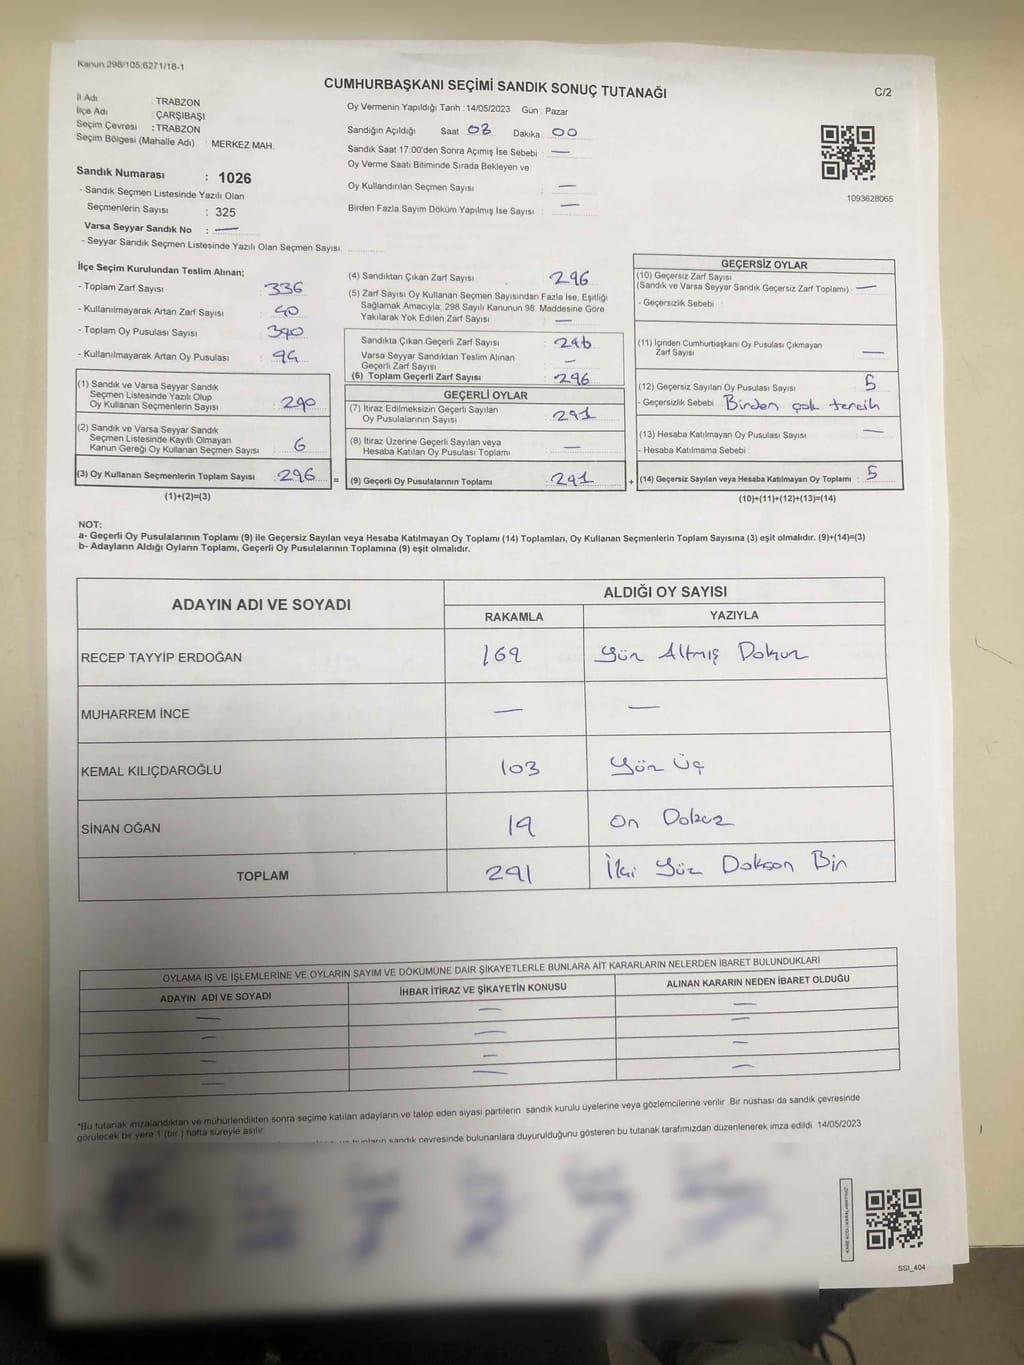 Kanun 298/105,6271/18-1
CUMHURBAŞKANI SEÇİMİ SANDIK SONUÇ TUTANAĞI
C/2
İl Adı : TRABZON
İlçe Adı : ÇARŞIBAŞI
Seçim Çevresi : TRABZON
Seçim Bölgesi (Mahalle Adı) : MERKEZ MAH.
Oy Vermenin Yapıldığı Tarih :14/05/2023 Gün : Pazar
Sandığın Açıldığı Saat 08 Dakika : 00
Sandık Saat 17:00'den Sonra Açımış İse Sebebi : —
Oy Verme Saati Bitiminde Sırada Bekleyen ve
Oy Kullandırılan Seçmen Sayısı —
Birden Fazla Sayım Döküm Yapılmış İse Sayısı : —
1093628065
Sandık Numarası : 1026
- Sandık Seçmen Listesinde Yazılı Olan
Seçmenlerin Sayısı : 325
Varsa Seyyar Sandık No : —
- Seyyar Sandık Seçmen Listesinde Yazılı Olan Seçmen Sayısı:
İlçe Seçim Kurulundan Teslim Alınan;
- Toplam Zarf Sayısı : 336
- Kullanılmayarak Artan Zarf Sayısı : 40
- Toplam Oy Pusulası Sayısı : 390
- Kullanılmayarak Artan Oy Pusulası : 94
(1) Sandık ve Varsa Seyyar Sandık
Seçmen Listesinde Yazılı Olup
Oy Kullanan Seçmenlerin Sayısı : 290
(2) Sandık ve Varsa Seyyar Sandık
Seçmen Listesinde Kayıtlı Olmayan
Kanun Gereği Oy Kullanan Seçmen Sayısı : 6
(3) Oy Kullanan Seçmenlerin Toplam Sayısı : 296
(1)+(2)=(3)
(4) Sandıktan Çıkan Zarf Sayısı : 296
(5) Zarf Sayısı Oy Kullanan Seçmen Sayısından Fazla İse, Eşitliği
Sağlamak Amacıyla, 298 Sayılı Kanunun 98. Maddesine Göre
Yakılarak Yok Edilen Zarf Sayısı : —
Sandıkta Çıkan Geçerli Zarf Sayısı : 296
Varsa Seyyar Sandıktan Teslim Alınan
Geçerli Zarf Sayısı : —
(6) Toplam Geçerli Zarf Sayısı : 296
GEÇERLİ OYLAR
(7) İtiraz Edilmeksizin Geçerli Sayılan
Oy Pusulalarının Sayısı : 291
(8) İtiraz Üzerine Geçerli Sayılan veya
Hesaba Katılan Oy Pusulası Toplamı : —
= (9) Geçerli Oy Pusulalarının Toplamı : 291
GEÇERSİZ OYLAR
(10) Geçersiz Zarf Sayısı
(Sandık ve Varsa Seyyar Sandık Geçersiz Zarf Toplamı) : —
- Geçersizlik Sebebi :
(11) İçinden Cumhurbaşkanı Oy Pusulası Çıkmayan
Zarf Sayısı : —
(12) Geçersiz Sayılan Oy Pusulası Sayısı : 5
- Geçersizlik Sebebi : Birden çok tercih
(13) Hesaba Katılmayan Oy Pusulası Sayısı : —
- Hesaba Katılmama Sebebi :
+ (14) Geçersiz Sayılan veya Hesaba Katılmayan Oy Toplamı : 5
(10)+(11)+(12)+(13)=(14)
NOT:
a- Geçerli Oy Pusulalarının Toplamı (9) ile Geçersiz Sayılan veya Hesaba Katılmayan Oy Toplamı (14) Toplamları, Oy Kullanan Seçmenlerin Toplam Sayısına (3) eşit olmalıdır. (9)+(14)=(3)
b- Adayların Aldığı Oyların Toplamı, Geçerli Oy Pusulalarının Toplamına (9) eşit olmalıdır.
ADAYIN ADI VE SOYADI
ALDIĞI OY SAYISI
RAKAMLA YAZIYLA
RECEP TAYYİP ERDOĞAN 169 Yüz Altmış Dokuz
MUHARREM İNCE — —
KEMAL KILIÇDAROĞLU 103 Yüz Üç
SİNAN OĞAN 19 On Dokuz
TOPLAM 291 İki Yüz Doksan Bir
OYLAMA İŞ VE İŞLEMLERINE VE OYLARIN SAYIM VE DÖKÜMÜNE DAİR ŞİKAYETLERLE BUNLARA AİT KARARLARIN NELERDEN İBARET BULUNDUKLARI
ADAYIN ADI VE SOYADI İHBAR İTİRAZ VE ŞİKAYETİN KONUSU ALINAN KARARIN NEDEN İBARET OLDUĞU
— — —
— — —
— — —
— — —
*Bu tutanak imzalandıktan ve mühürlendikten sonra seçime katılan adayların ve talep eden siyasi partilerin sandık kurulu üyelerine veya gözlemcilerine verilir Bir nüshası da sandık çevresinde
görülecek bir yere 1 (bir ) hafta süreyle asılır.
sandık çevresinde bulunanlara duyurulduğunu gösteren bu tutanak tarafımızdan düzenlenerek imza edildi 14/05/2023
SSI_404